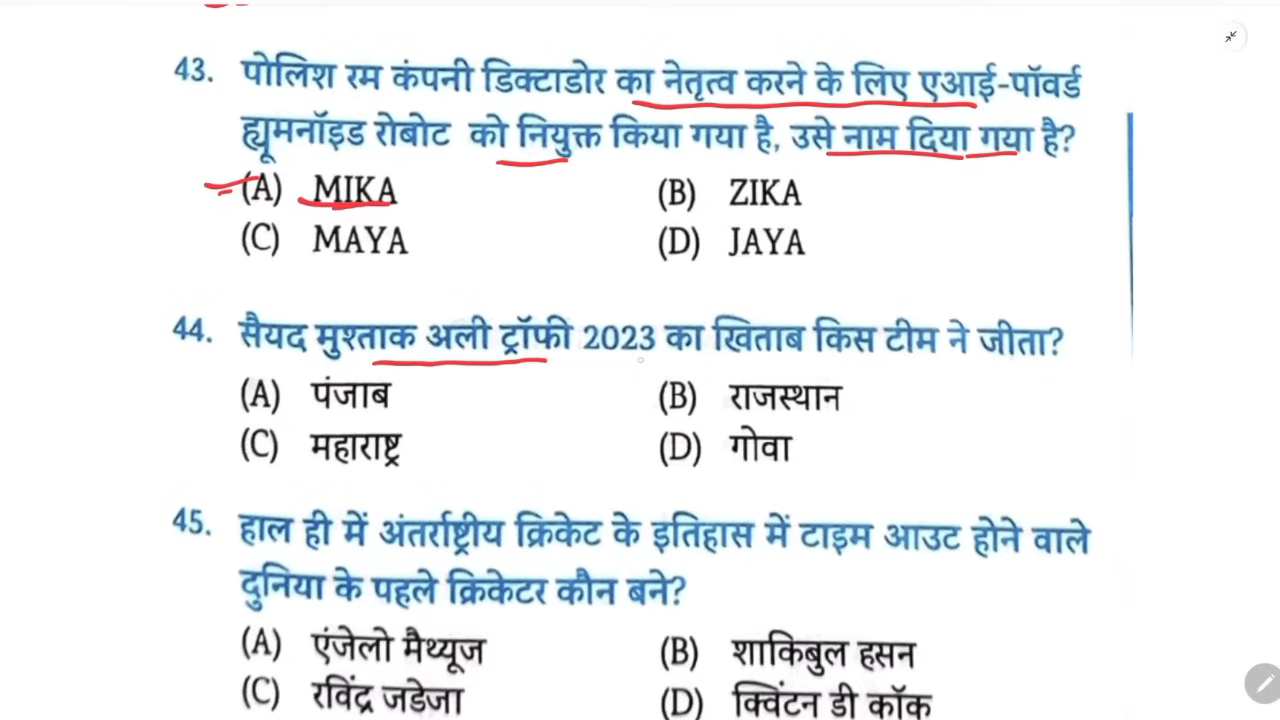 43. पोलिश रम कंपनी डिक्टाडोर का नेतृत्व करने के लिए एआई-पॉवर्ड
ह्यूमनॉइड रोबोट को नियुक्त किया गया है, उसे नाम दिया गया है?
(A) MIKA (B) ZIKA
(C) MAYA (D) JAYA
44. सैयद मुश्ताक अली ट्रॉफी 2023 का खिताब किस टीम ने जीता?
(A) पंजाब (B) राजस्थान
(C) महाराष्ट्र (D) गोवा
45. हाल ही में अंतर्राष्ट्रीय क्रिकेट के इतिहास में टाइम आउट होने वाले
दुनिया के पहले क्रिकेटर कौन बने?
(A) एंजेलो मैथ्यूज (B) शाकिबुल हसन
(C) रविंद्र जडेजा (D) क्विंटन डी कॉक